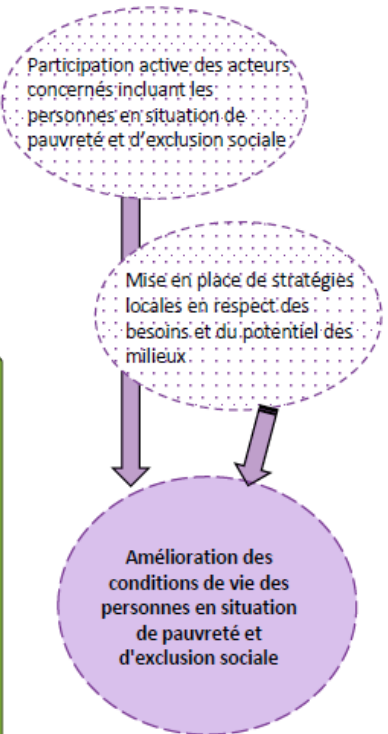 Participation active des acteurs
concernés incluant les
personnes en situation de
pauvreté et d'exclusion sociale
Mise en place de stratégies
locales en respect des
besoins et du potentiel des
milieux
Amélioration des
conditions de vie des
personnes en situation
de pauvreté et
d'exclusion sociale